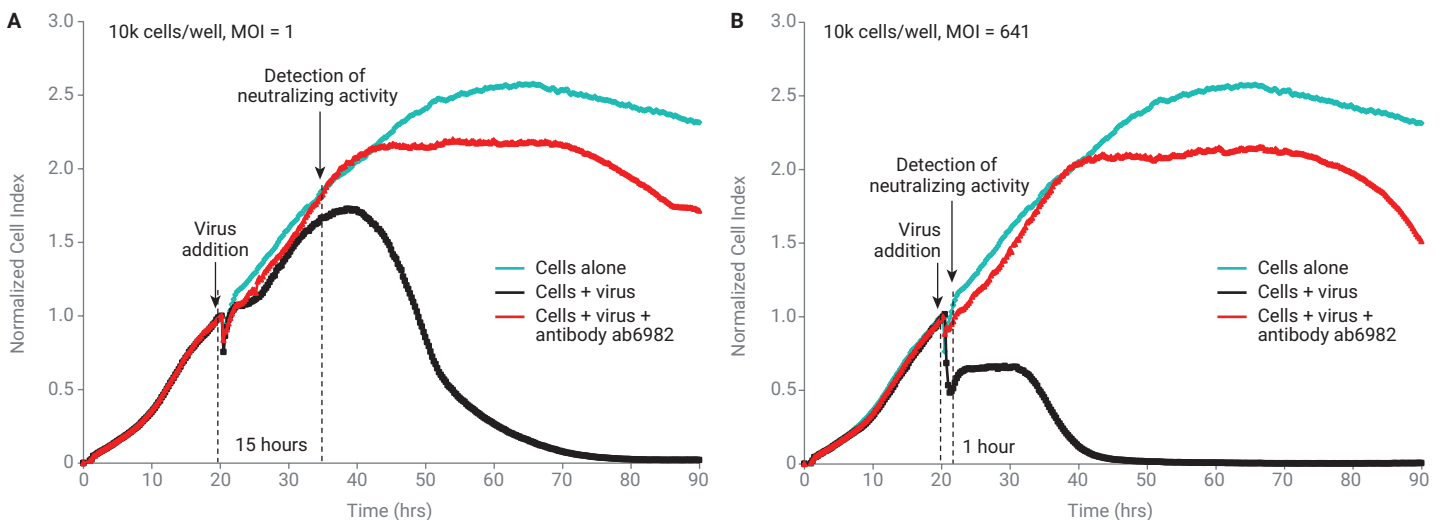 A
10k cells/well, MOI = 1
Normalized Cell Index
3.0
2.5
2.0
1.5
1.0
0.5
0
Detection of
neutralizing activity
Virus
addition
15 hours
Cells alone
Cells + virus
Cells + virus +
antibody ab6982
0 10 20 30 40 50 60 70 80 90
Time (hrs)
B
10k cells/well, MOI = 641
Normalized Cell Index
3.0
2.5
2.0
1.5
1.0
0.5
0
Detection of
neutralizing activity
Virus
addition
1 hour
Cells alone
Cells + virus
Cells + virus +
antibody ab6982
0 10 20 30 40 50 60 70 80 90
Time (hrs)